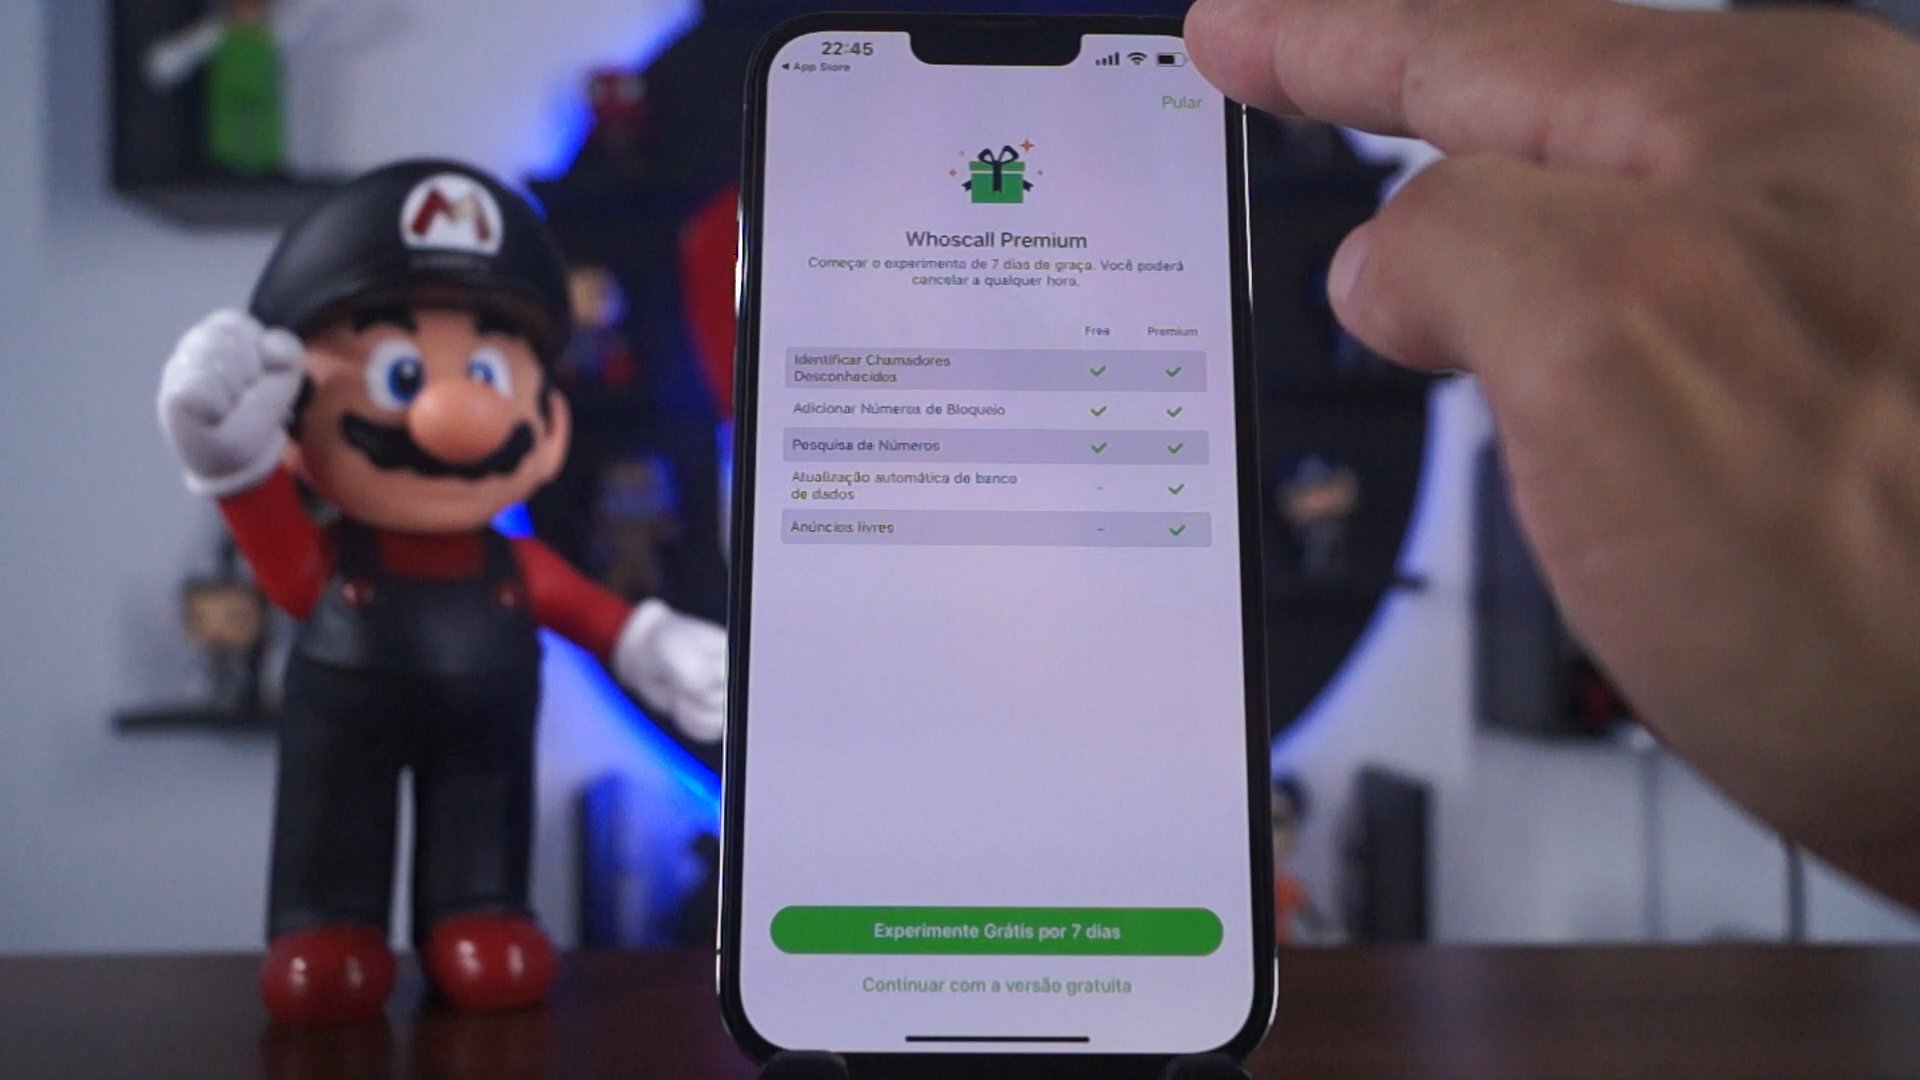 22:45
App Store
Pular
Whoscall Premium
Começar o experimento de 7 dias de graça. Você poderá
cancelar a qualquer hora.
Free Premium
Identificar Chamadores
Desconhecidos
Adicionar Números de Bloqueio
Pesquisa de Números
Atualização automática de banco
de dados
Anúncios livres
Experimente Grátis por 7 dias
Continuar com a versão gratuita
M